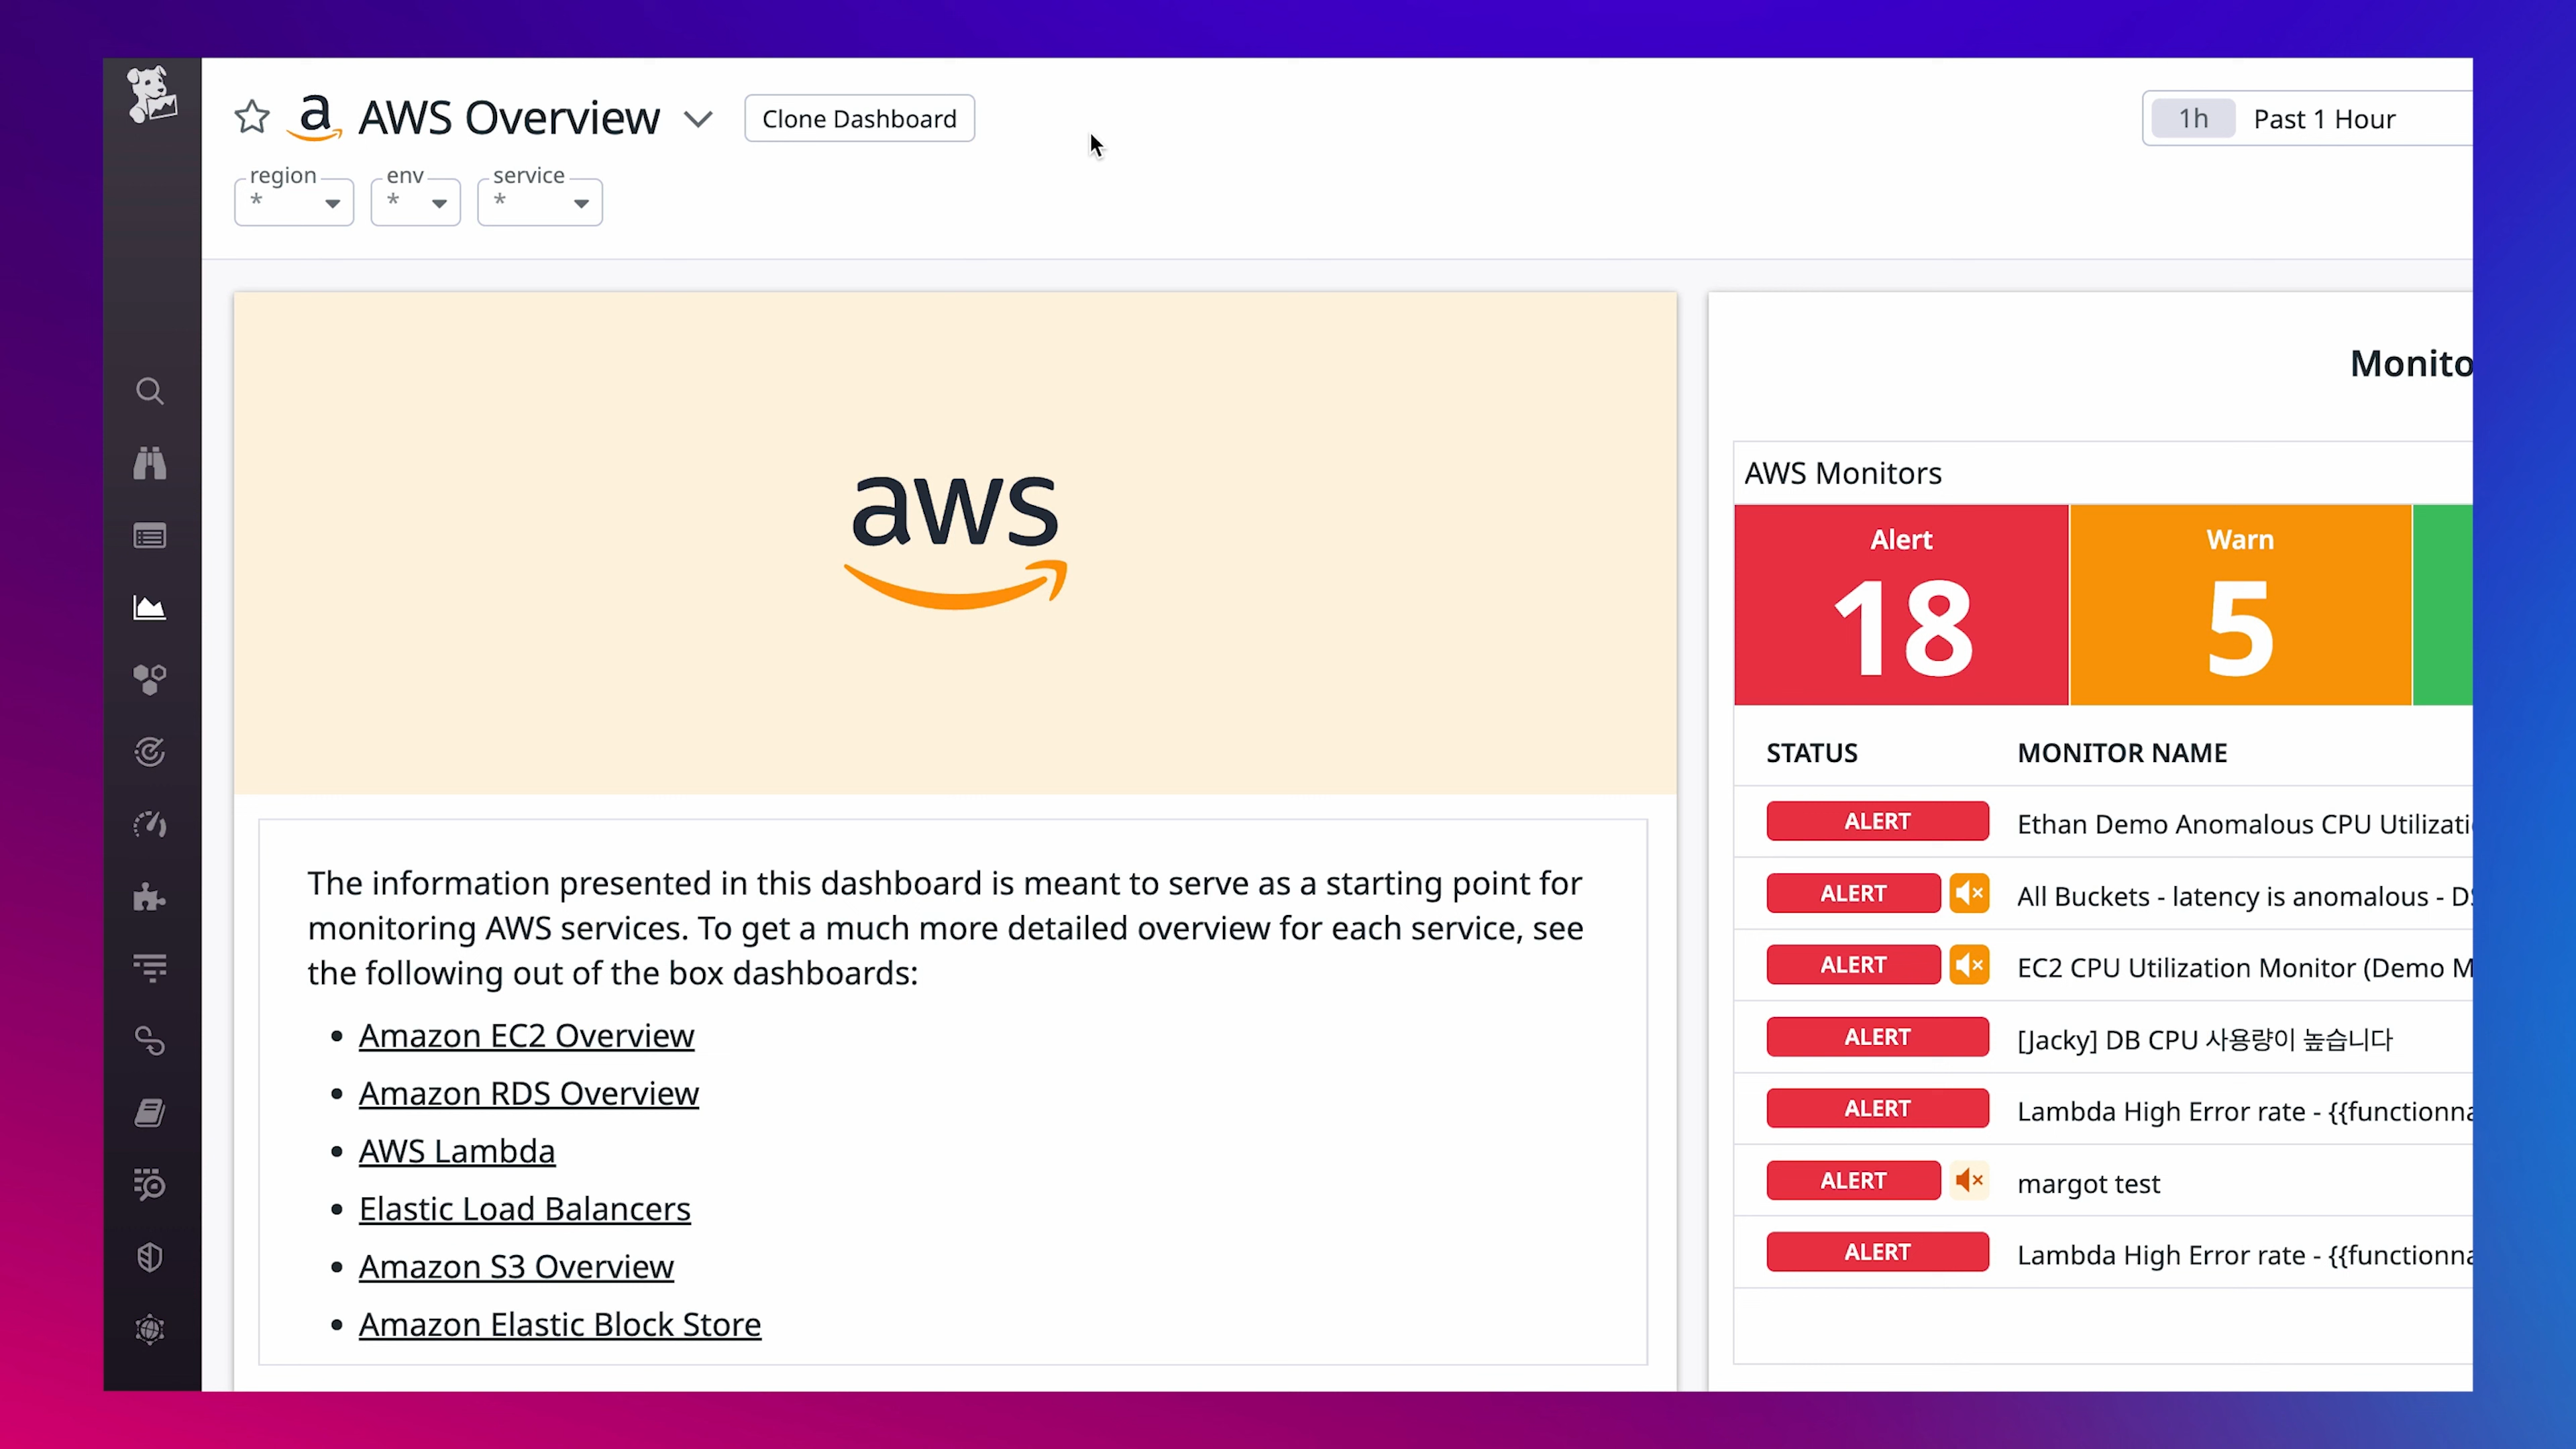 AWS Overview
Clone Dashboard
1h Past 1 Hour
region
*
env
*
service
*
aws
The information presented in this dashboard is meant to serve as a starting point for
monitoring AWS services. To get a much more detailed overview for each service, see
the following out of the box dashboards:
• Amazon EC2 Overview
• Amazon RDS Overview
• AWS Lambda
• Elastic Load Balancers
• Amazon S3 Overview
• Amazon Elastic Block Store
Monito
AWS Monitors
Alert
18
Warn
5
STATUS MONITOR NAME
ALERT Ethan Demo Anomalous CPU Utilizati
ALERT All Buckets - latency is anomalous - D
ALERT EC2 CPU Utilization Monitor (Demo M
ALERT [Jacky] DB CPU 사용량이 높습니다
ALERT Lambda High Error rate - {{functionna
ALERT margot test
ALERT Lambda High Error rate - {{functionna